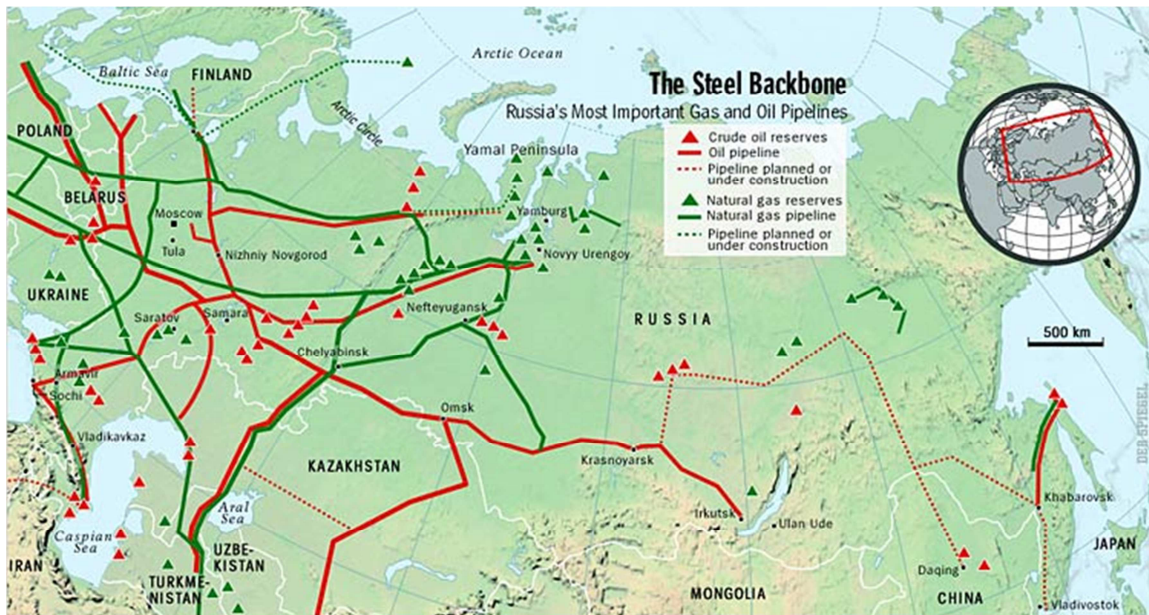 The Steel Backbone
Russia's Most Important Gas and Oil Pipelines
Crude oil reserves
Oil pipeline
Pipeline planned or
under construction
Natural gas reserves
Natural gas pipeline
Pipeline planned or
under construction
Arctic Ocean
Baltic Sea
FINLAND
Arctic Circle
Yamal Peninsula
POLAND
BELARUS
Moscow
Tula
Nizhniy Novgorod
Yamburg
Novyy Urengoy
UKRAINE
Saratov
Samara
Nefteyugansk
RUSSIA
500 km
Chelyabinsk
Armavir
Sochi
Omsk
Vladikavkaz
KAZAKHSTAN
Krasnoyarsk
Irkutsk
Ulan Ude
Khabarovsk
Aral
Sea
Caspian
Sea
UZBE-
KISTAN
IRAN
TURKME-
NISTAN
MONGOLIA
Daqing
CHINA
JAPAN
Vladivostok
DER SPIEGEL